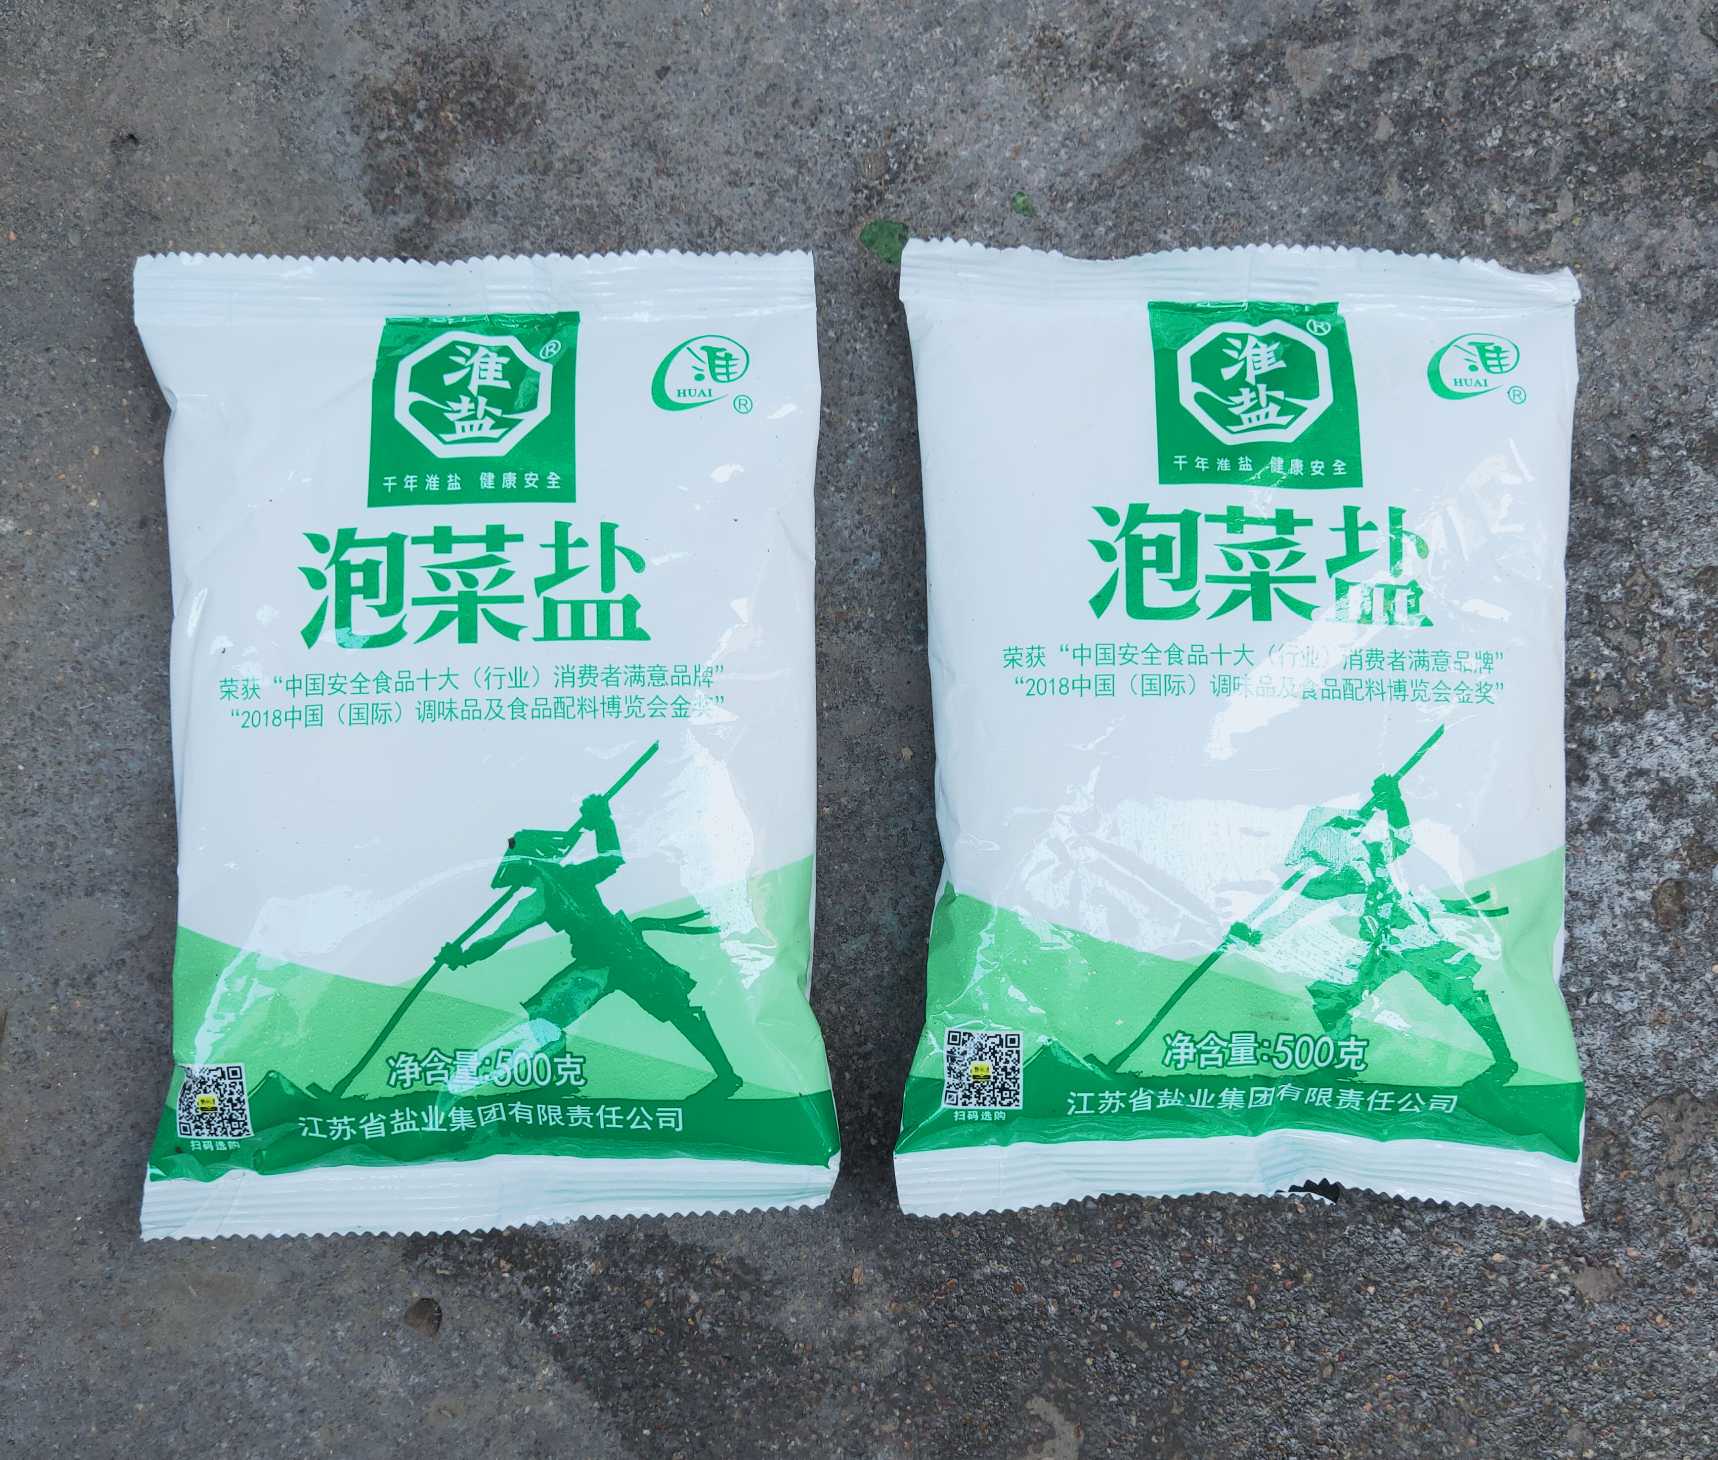 淮盐®
千年淮盐 健康安全
淮
HUAI
®
泡菜盐
荣获“中国安全食品十大（行业）消费者满意品牌”
“2018中国（国际）调味品及食品配料博览会金奖”
净含量:500克
江苏省盐业集团有限责任公司
扫码选购
淮盐®
千年淮盐 健康安全
淮
HUAI
®
泡菜盐
荣获“中国安全食品十大（行业）消费者满意品牌”
“2018中国（国际）调味品及食品配料博览会金奖”
净含量:500克
江苏省盐业集团有限责任公司
扫码选购